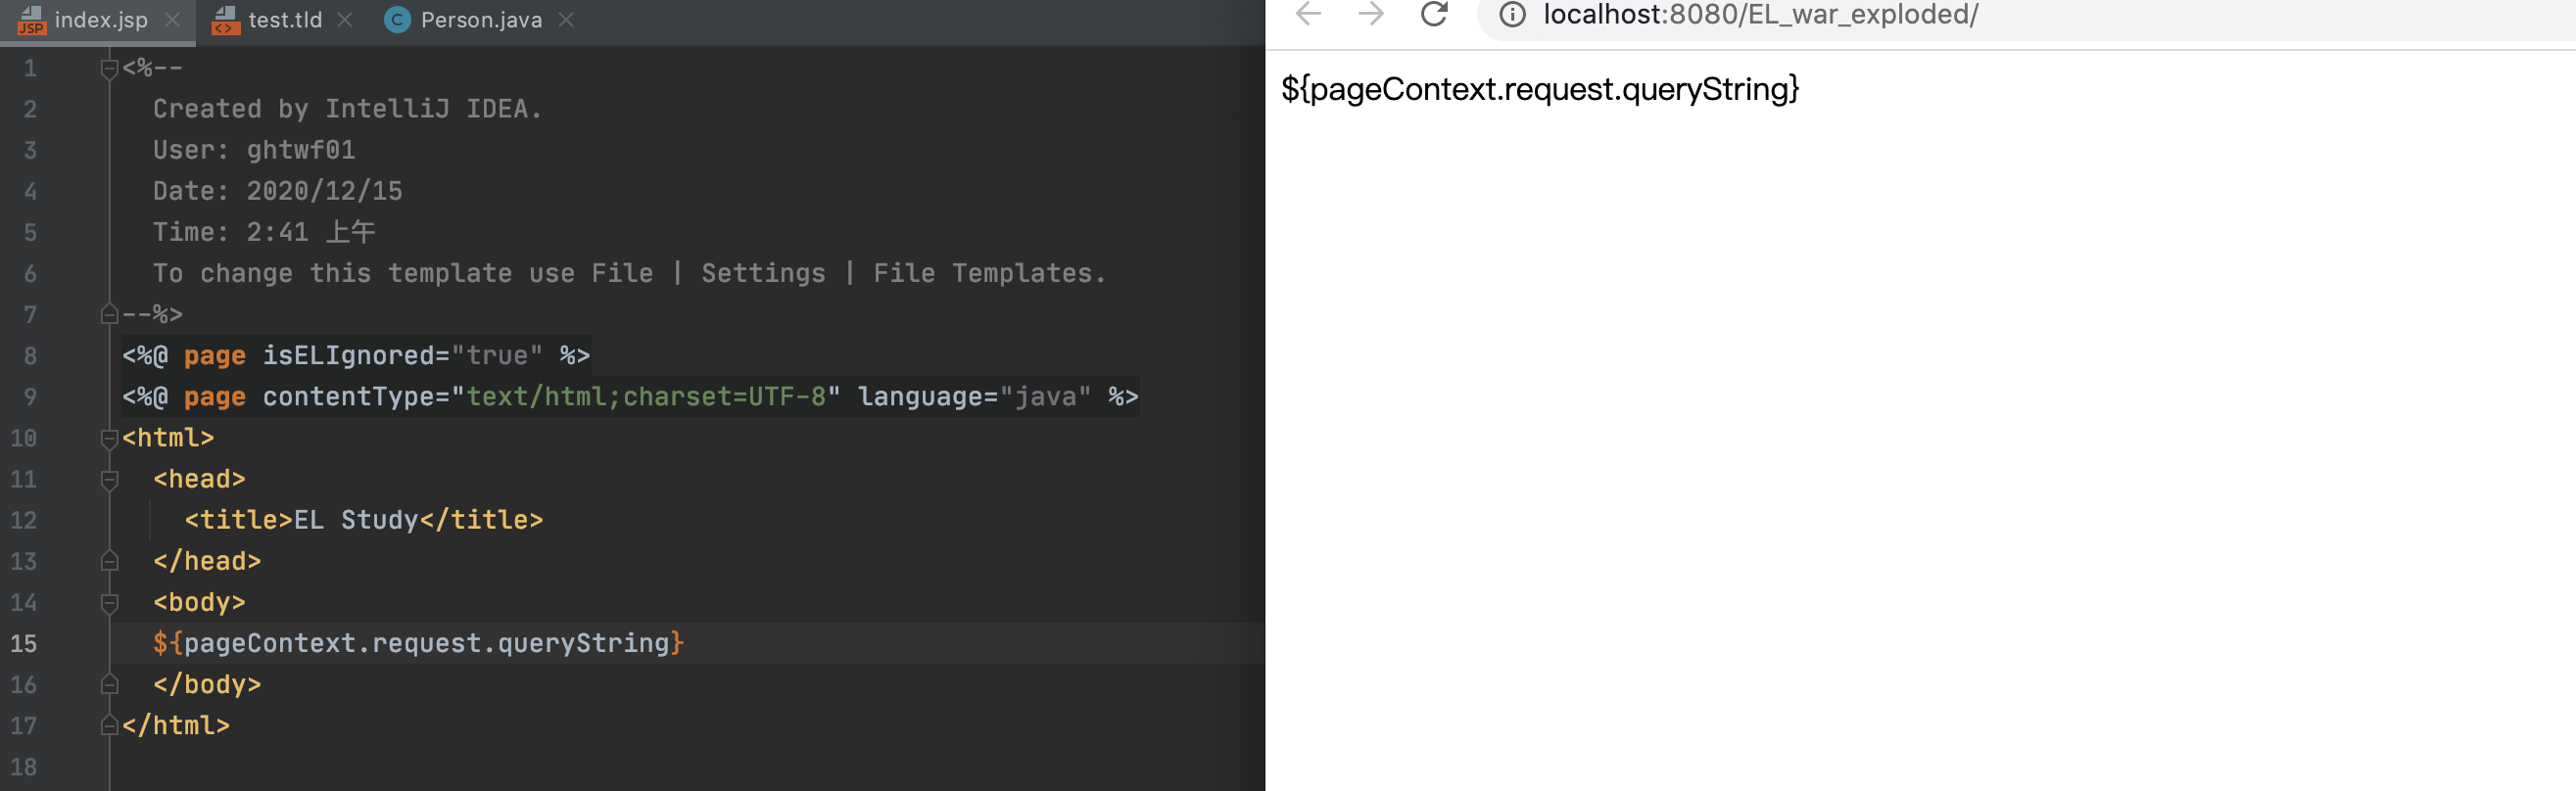 index.jsp test.tld Person.java
1 <%--
2 Created by IntelliJ IDEA.
3 User: ghtwf01
4 Date: 2020/12/15
5 Time: 2:41 上午
6 To change this template use File | Settings | File Templates.
7 --%>
8 <%@ page isELIgnored="true" %>
9 <%@ page contentType="text/html;charset=UTF-8" language="java" %>
10 <html>
11 <head>
12 <title>EL Study</title>
13 </head>
14 <body>
15 ${pageContext.request.queryString}
16 </body>
17 </html>
18
localhost:8080/EL_war_exploded/
${pageContext.request.queryString}